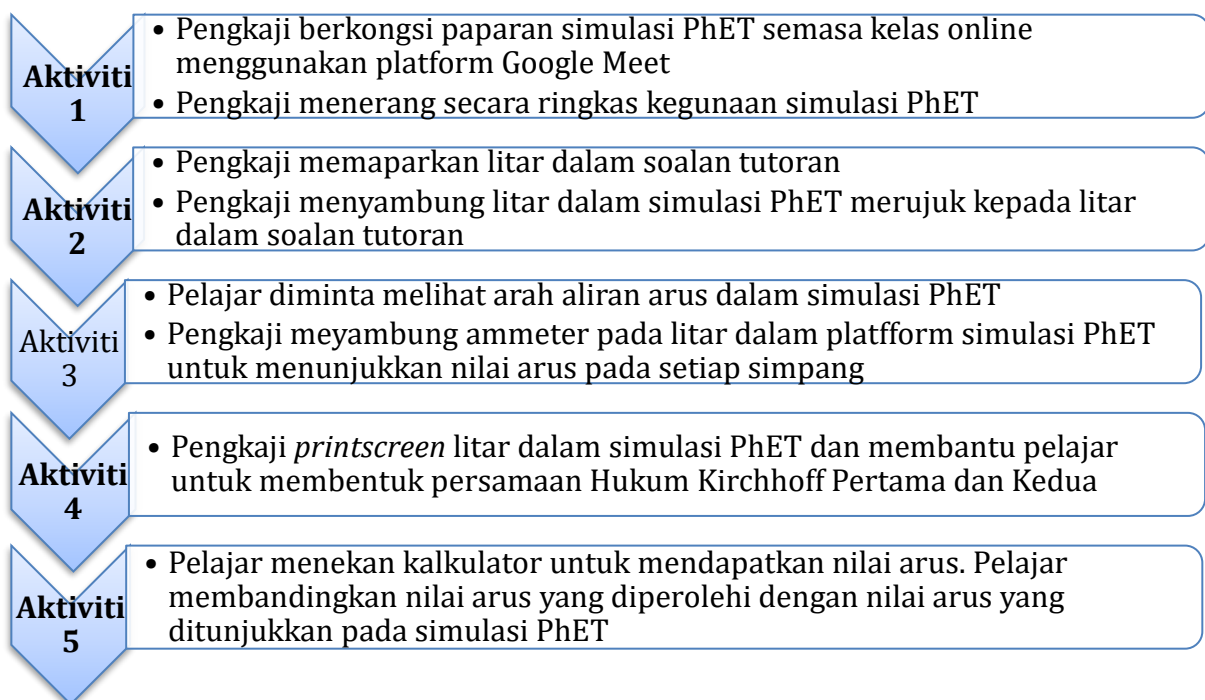 Aktiviti
1
• Pengkaji berkongsi paparan simulasi PhET semasa kelas online
menggunakan platform Google Meet
• Pengkaji menerang secara ringkas kegunaan simulasi PhET
Aktiviti
2
• Pengkaji memaparkan litar dalam soalan tutoran
• Pengkaji menyambung litar dalam simulasi PhET merujuk kepada litar
dalam soalan tutoran
Aktiviti
3
• Pelajar diminta melihat arah aliran arus dalam simulasi PhET
• Pengkaji meyambung ammeter pada litar dalam platfform simulasi PhET
untuk menunjukkan nilai arus pada setiap simpang
Aktiviti
4
• Pengkaji printscreen litar dalam simulasi PhET dan membantu pelajar
untuk membentuk persamaan Hukum Kirchhoff Pertama dan Kedua
Aktiviti
5
• Pelajar menekan kalkulator untuk mendapatkan nilai arus. Pelajar
membandingkan nilai arus yang diperolehi dengan nilai arus yang
ditunjukkan pada simulasi PhET